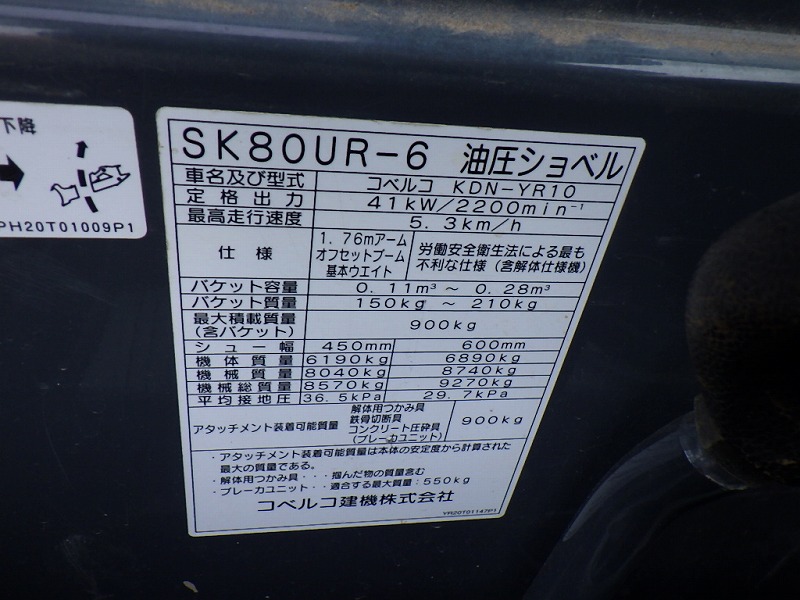 下降
PH20T01009P1
SK80UR-6 油圧ショベル
車名及び型式 コベルコ KDN-YR10
定格出力 41kW/2200min⁻¹
最高走行速度 5.3km/h
仕様 1.76mアーム オフセットブーム 基本ウエイト 労働安全衛生法による最も不利な仕様(含解体仕様機)
バケット容量 0.11m³ ~ 0.28m³
バケット質量 150kg ~ 210kg
最大積載質量(含バケット) 900kg
シュー幅 450mm 600mm
機体質量 6190kg 6890kg
機械質量 8040kg 8740kg
機械総質量 8570kg 9270kg
平均接地圧 36.5kPa 29.7kPa
アタッチメント装着可能質量 解体用つかみ具 鉄骨切断具 コンクリート圧砕具 (ブレーカユニット) 900kg
・アタッチメント装着可能質量は本体の安定度から計算された
最大の質量である。
・解体用つかみ具・・・掴んだ物の質量含む
・ブレーカユニット・・適合する最大質量:550kg
コベルコ建機株式会社
YR20T01147P1